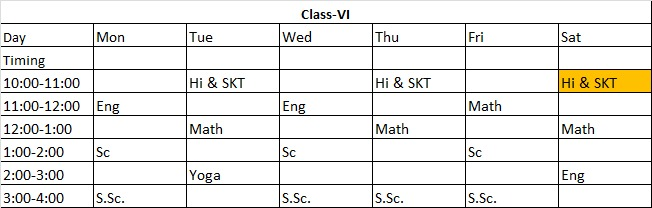 Class-VI
Day Mon Tue Wed Thu Fri Sat
Timing
10:00-11:00 Hi & SKT Hi & SKT Hi & SKT
11:00-12:00 Eng Eng Math
12:00-1:00 Math Math Math
1:00-2:00 Sc Sc Sc
2:00-3:00 Yoga Eng
3:00-4:00 S.Sc. S.Sc. S.Sc. S.Sc.